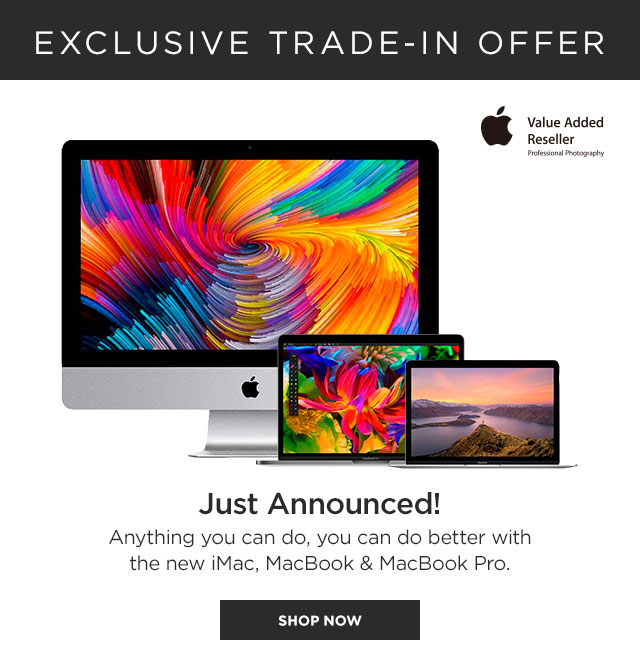 EXCLUSIVE TRADE-IN OFFER
Value Added
Reseller
Professional Photography
Just Announced!
Anything you can do, you can do better with
the new iMac, MacBook & MacBook Pro.
SHOP NOW